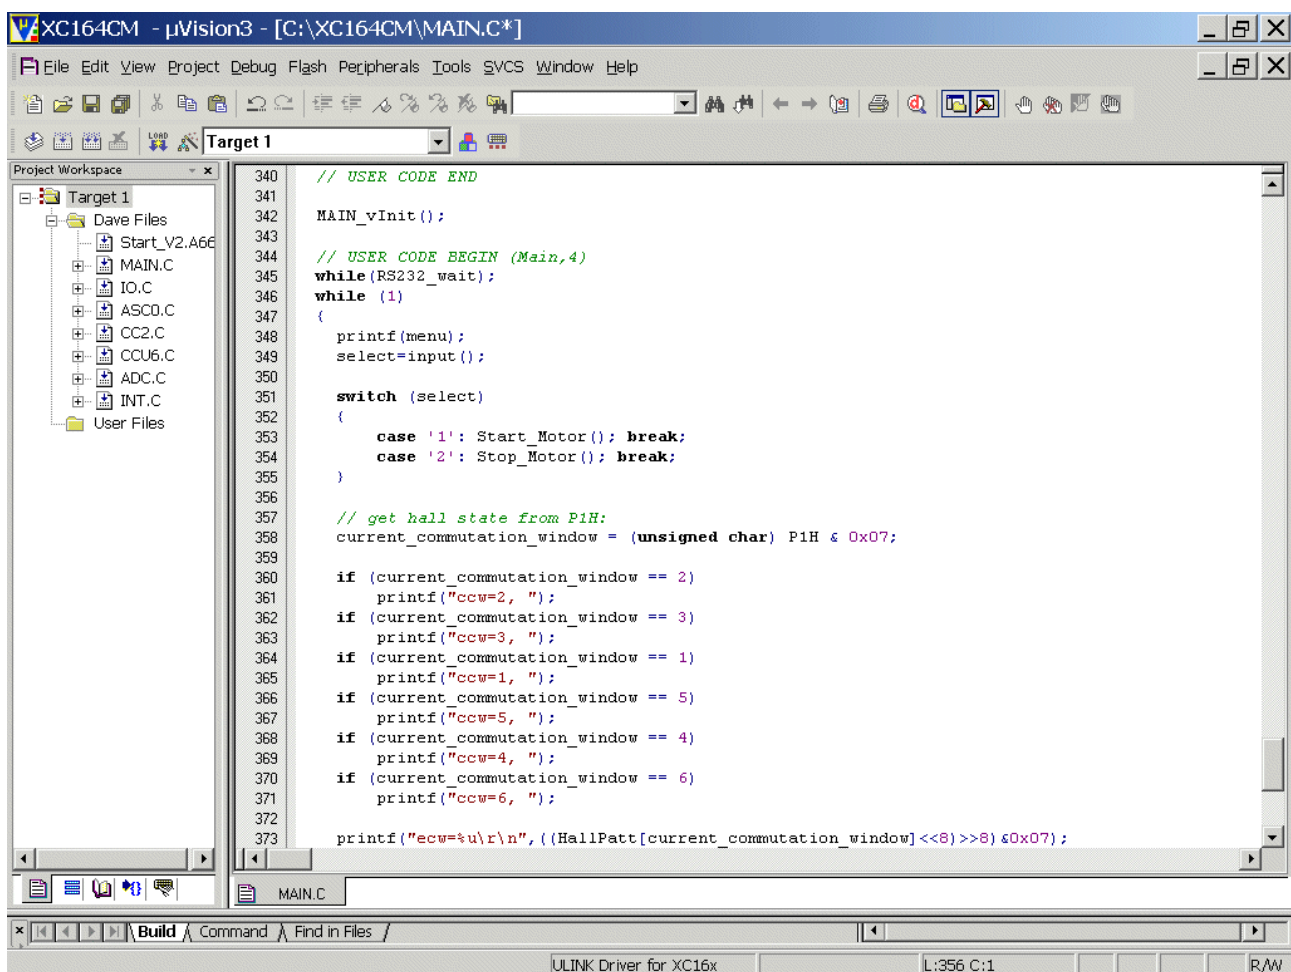 XC164CM - µVision3 - [C:\XC164CM\MAIN.C*]
File Edit View Project Debug Flash Peripherals Tools SVCS Window Help
LOAD Target 1
Project Workspace
Target 1
Dave Files
Start_V2.A66
MAIN.C
IO.C
ASC0.C
CC2.C
CCU6.C
ADC.C
INT.C
User Files
340 // USER CODE END
341
342 MAIN_vInit();
343
344 // USER CODE BEGIN (Main,4)
345 while(RS232_wait);
346 while (1)
347 {
348 printf(menu);
349 select=input();
350
351 switch (select)
352 {
353 case '1': Start_Motor(); break;
354 case '2': Stop_Motor(); break;
355 }
356
357 // get hall state from P1H:
358 current_commutation_window = (unsigned char) P1H & 0x07;
359
360 if (current_commutation_window == 2)
361 printf("ccw=2, ");
362 if (current_commutation_window == 3)
363 printf("ccw=3, ");
364 if (current_commutation_window == 1)
365 printf("ccw=1, ");
366 if (current_commutation_window == 5)
367 printf("ccw=5, ");
368 if (current_commutation_window == 4)
369 printf("ccw=4, ");
370 if (current_commutation_window == 6)
371 printf("ccw=6, ");
372
373 printf("ecw=%u\r\n",((HallPatt[current_commutation_window]<<8)>>8)&0x07);
MAIN.C
Build Command Find in Files
ULINK Driver for XC16x L:356 C:1 R/W